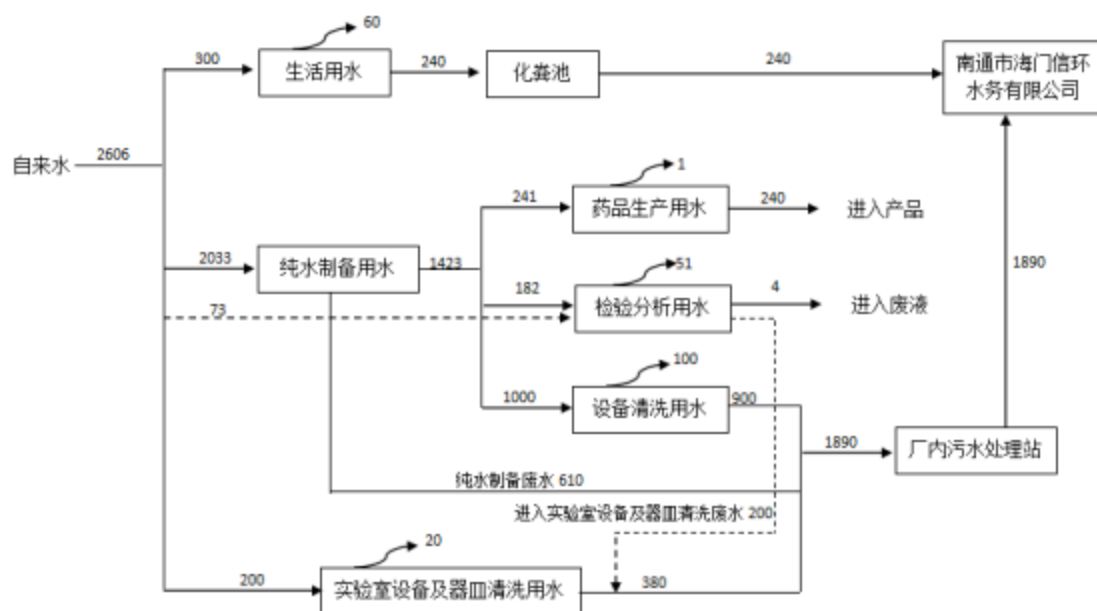 60
300
生活用水
240
化粪池
240
南通市海门信环
水务有限公司
自来水
2606
1
241
药品生产用水
240
进入产品
2033
纯水制备用水
1423
51
182
检验分析用水
4
进入废液
73
1890
100
1000
设备清洗用水
900
1890
厂内污水处理站
纯水制备废水 610
进入实验室设备及器皿清洗废水 200
20
200
实验室设备及器皿清洗用水
380